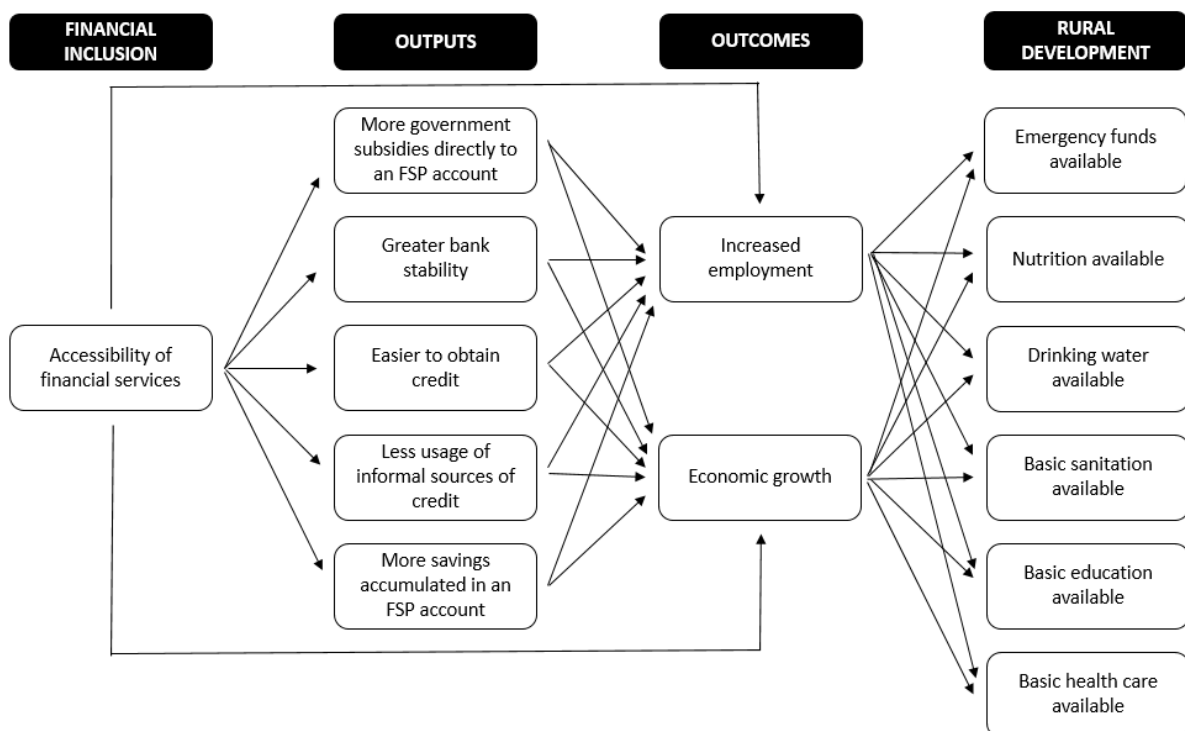 FINANCIAL
INCLUSION
OUTPUTS
OUTCOMES
RURAL
DEVELOPMENT
More government
subsidies directly to
an FSP account
Emergency funds
available
Greater bank
stability
Increased
employment
Nutrition available
Accessibility of
financial services
Easier to obtain
credit
Drinking water
available
Less usage of
informal sources of
credit
Economic growth
Basic sanitation
available
More savings
accumulated in an
FSP account
Basic education
available
Basic health care
available